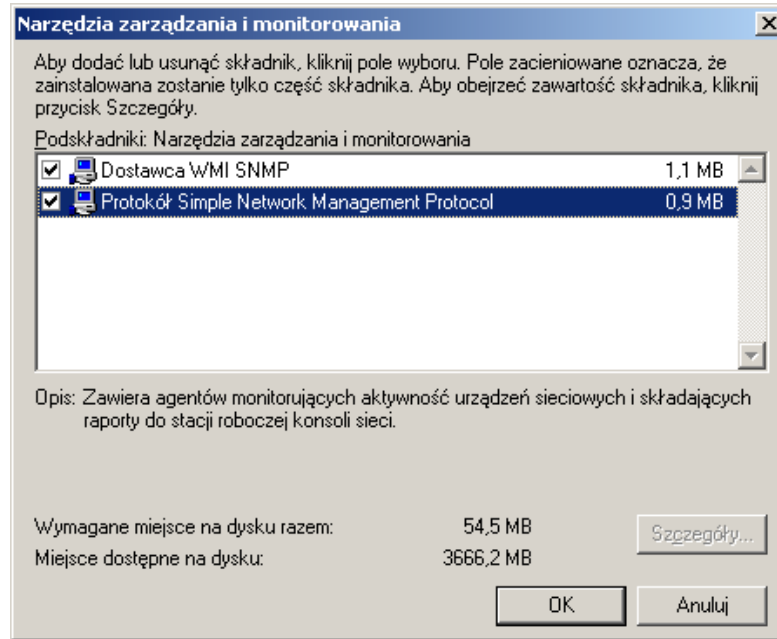 Narzędzia zarządzania i monitorowania
Aby dodać lub usunąć składnik, kliknij pole wyboru. Pole zacieniowane oznacza, że
zainstalowana zostanie tylko część składnika. Aby obejrzeć zawartość składnika, kliknij
przycisk Szczegóły.
Podskładniki: Narzędzia zarządzania i monitorowania
Dostawca WMI SNMP 1,1 MB
Protokół Simple Network Management Protocol 0,9 MB
Opis: Zawiera agentów monitorujących aktywność urządzeń sieciowych i składających
raporty do stacji roboczej konsoli sieci.
Wymagane miejsce na dysku razem: 54,5 MB
Szczegóły...
Miejsce dostępne na dysku: 3666,2 MB
OK Anuluj